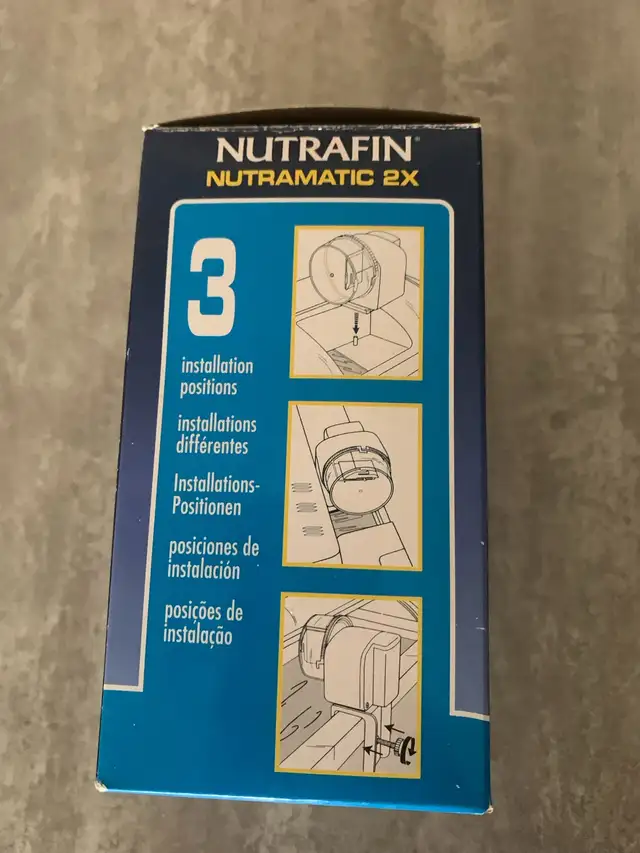 NUTRAFIN®
NUTRAMATIC 2X
3
installation
positions
installations
différentes
Installations-
Positionen
posiciones de
instalación
posições de
instalação